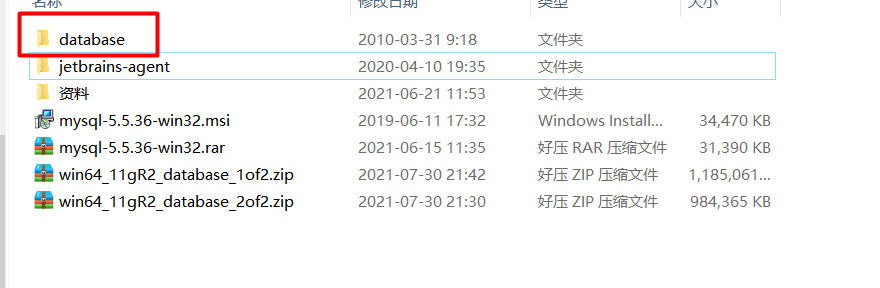 名称 修改日期 类型 大小
database 2010-03-31 9:18 文件夹
jetbrains-agent 2020-04-10 19:35 文件夹
资料 2021-06-21 11:53 文件夹
mysql-5.5.36-win32.msi 2019-06-11 17:32 Windows Install... 34,470 KB
mysql-5.5.36-win32.rar 2021-06-15 11:35 好压 RAR 压缩文件 31,390 KB
win64_11gR2_database_1of2.zip 2021-07-30 21:42 好压 ZIP 压缩文件 1,185,061...
win64_11gR2_database_2of2.zip 2021-07-30 21:30 好压 ZIP 压缩文件 984,365 KB